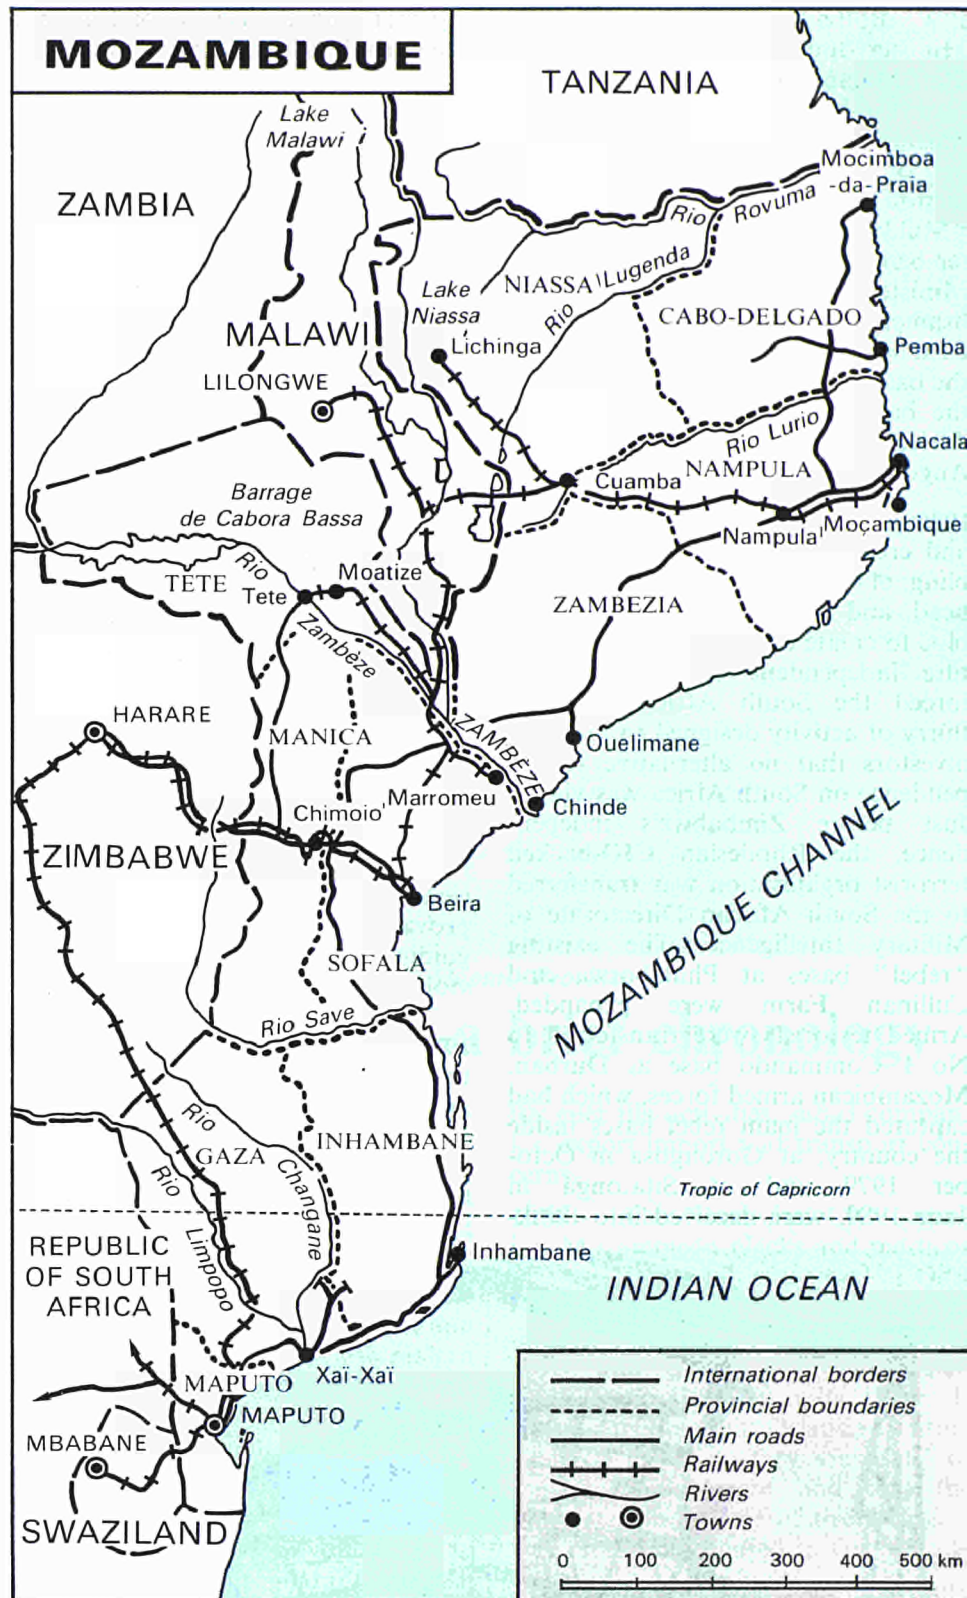 MOZAMBIQUE
TANZANIA
Lake
Malawi
ZAMBIA
Mocimboa
-da-Praia
Rio Rovuma
NIASSA
Rio Lugenda
Lake
Niassa
CABO-DELGADO
MALAWI
Lichinga
Pemba
LILONGWE
Rio Lurio
Nacala
NAMPULA
Cuamba
Barrage
de Cabora Bassa
Nampula
Moçambique
Rio
TETE
Moatize
Tete
ZAMBEZIA
Zambèze
HARARE
MANICA
ZAMBÈZE
Ouelimane
Chimoio
Marromeu
Chinde
ZIMBABWE
Beira
MOZAMBIQUE CHANNEL
SOFALA
Rio Save
Rio
INHAMBANE
GAZA
Changane
Rio
Limpopo
Tropic of Capricorn
REPUBLIC
OF SOUTH
AFRICA
Inhambane
INDIAN OCEAN
Xaï-Xaï
MAPUTO
MAPUTO
MBABANE
SWAZILAND
International borders
Provincial boundaries
Main roads
Railways
Rivers
Towns
0 100 200 300 400 500 km